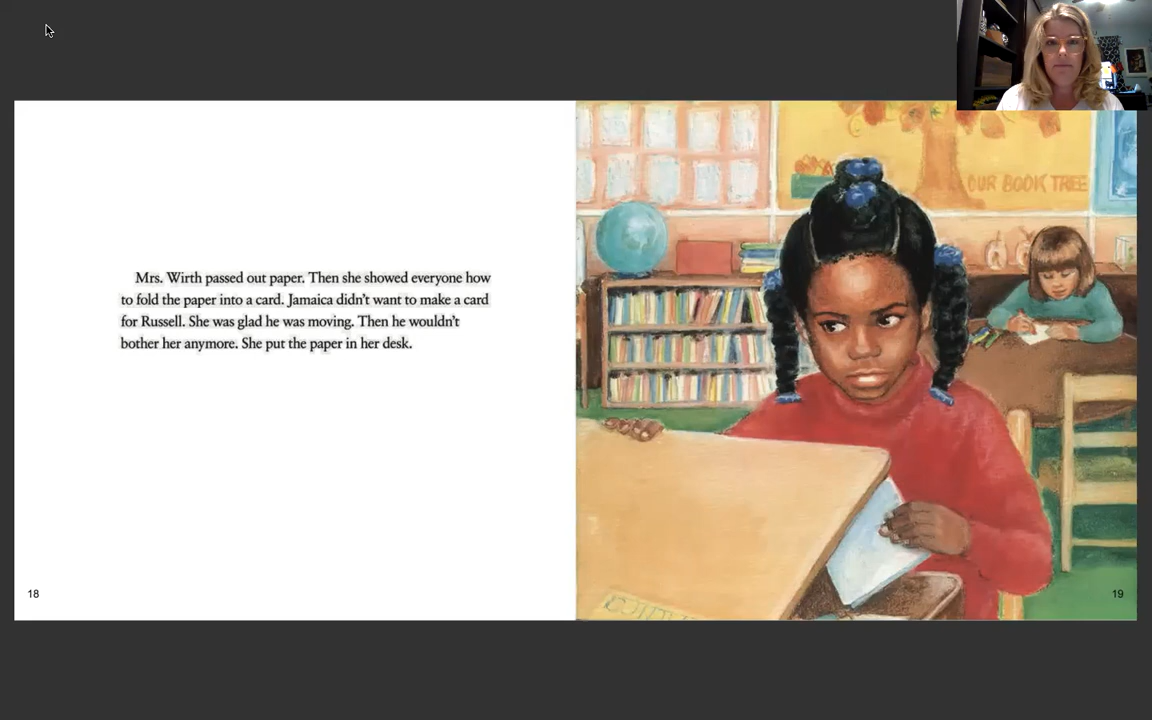 Mrs. Wirth passed out paper. Then she showed everyone how
to fold the paper into a card. Jamaica didn't want to make a card
for Russell. She was glad he was moving. Then he wouldn't
bother her anymore. She put the paper in her desk.
18
OUR BOOK TREE
19